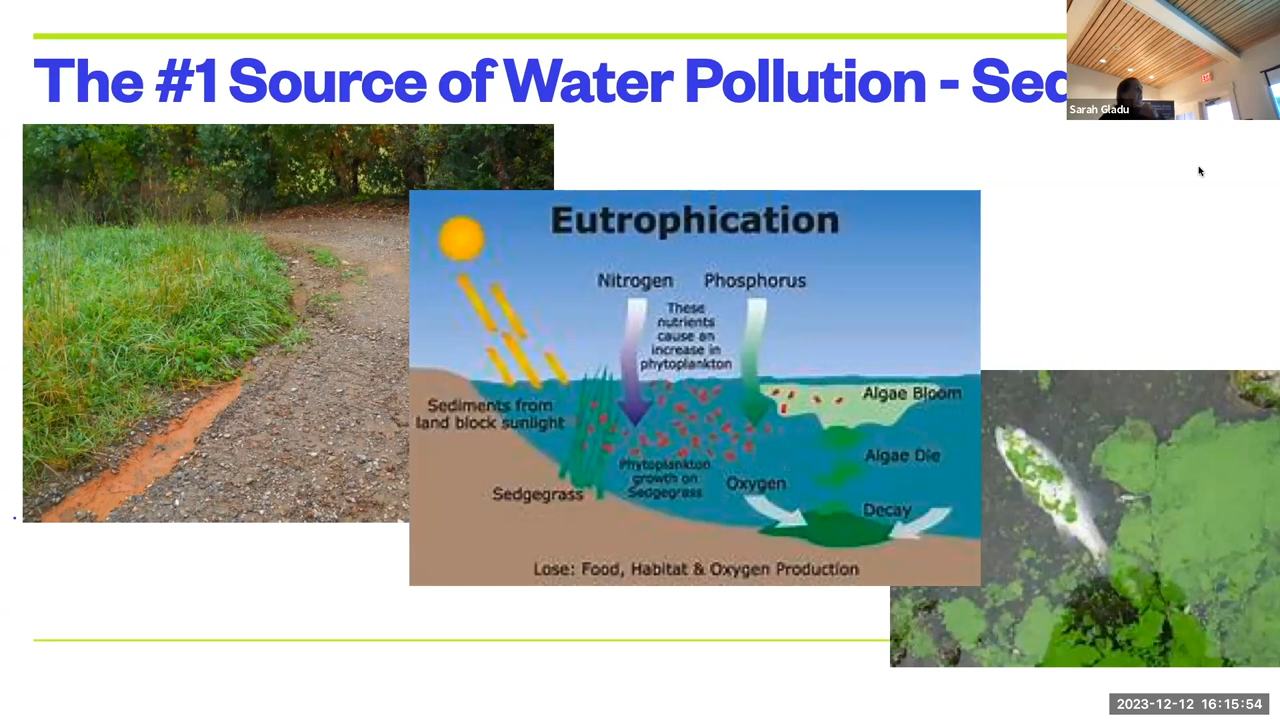 The #1 Source of Water Pollution - Sed
Sarah Gladu
Eutrophication
Nitrogen
Phosphorus
These
nutrients
cause an
increase in
phytoplankton
Sediments from
land block sunlight
Algae Bloom
Algae Die
Phytoplankton
growth on
Sedgegrass
Oxygen
Sedgegrass
Decay
Lose: Food, Habitat & Oxygen Production
2023-12-12 16:15:54